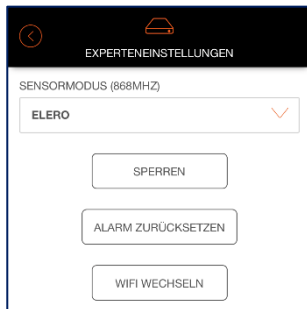 EXPERTENEINSTELLUNGEN
SENSORMODUS (868MHZ)
ELERO
SPERREN
ALARM ZURÜCKSETZEN
WIFI WECHSELN